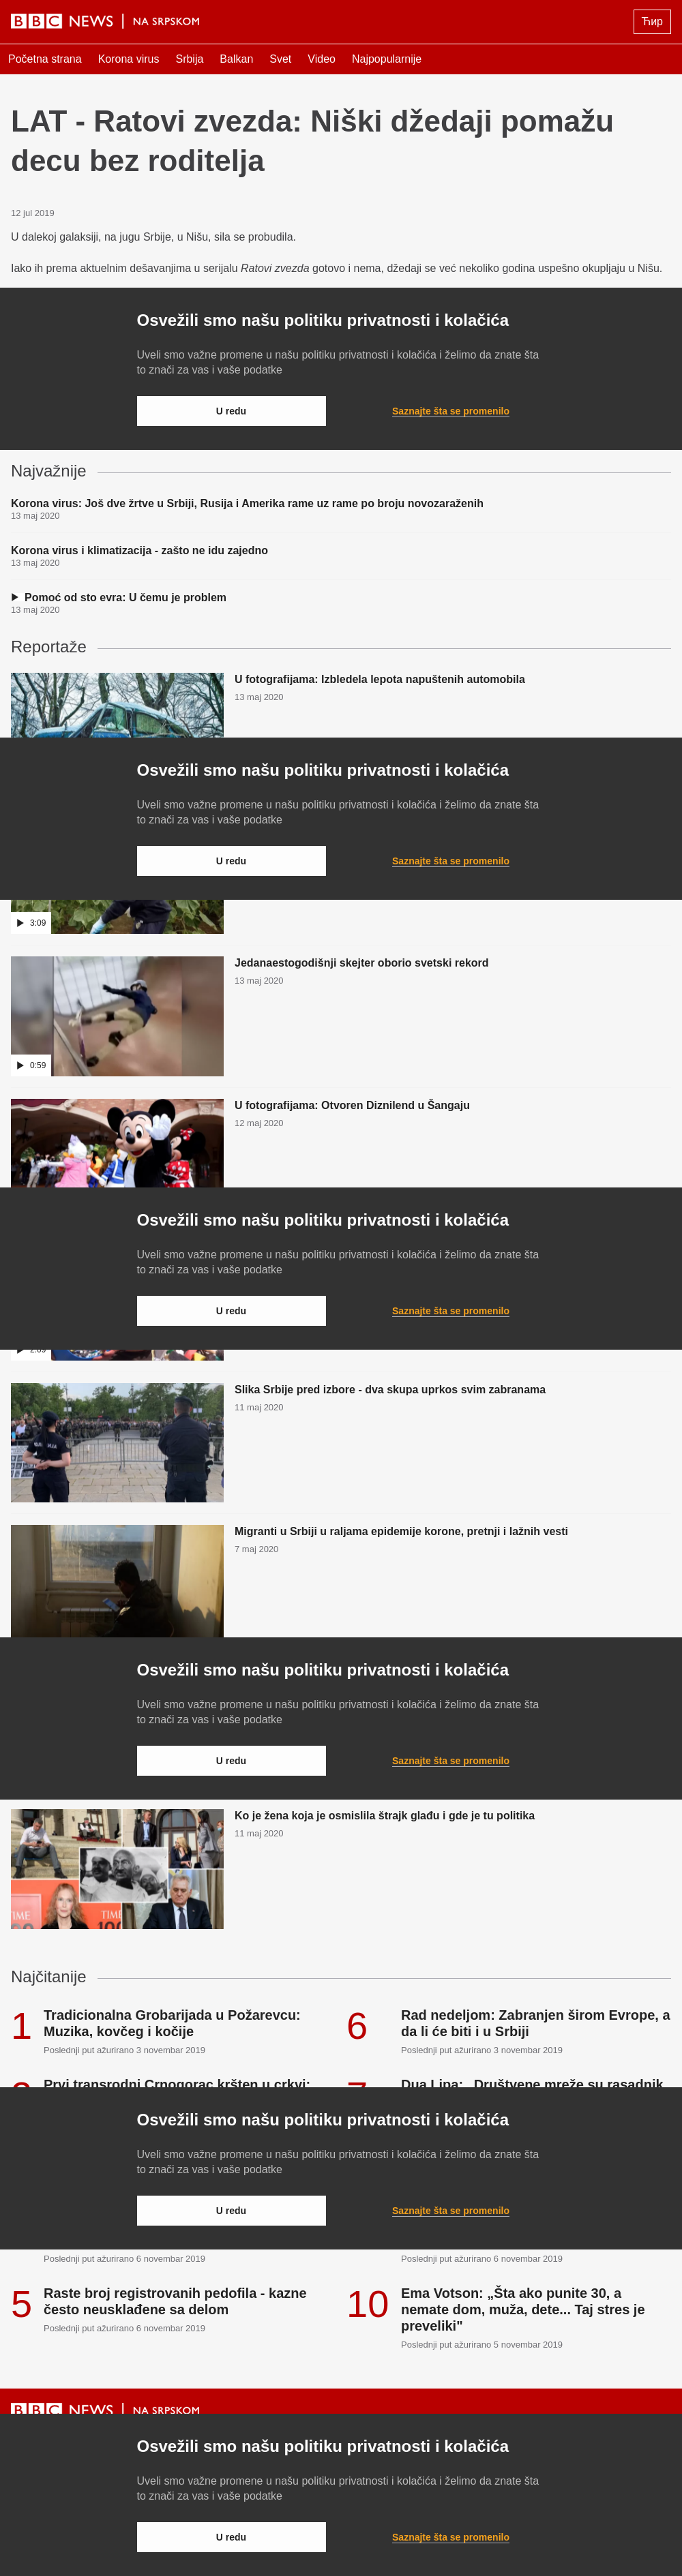 BBC NEWS | NA SRPSKOM
Ћир
Početna strana Korona virus Srbija Balkan Svet Video Najpopularnije
LAT - Ratovi zvezda: Niški džedaji pomažu
decu bez roditelja
12 jul 2019
U dalekoj galaksiji, na jugu Srbije, u Nišu, sila se probudila.
Iako ih prema aktuelnim dešavanjima u serijalu Ratovi zvezda gotovo i nema, džedaji se već nekoliko godina uspešno okupljaju u Nišu.
Osvežili smo našu politiku privatnosti i kolačića
Uveli smo važne promene u našu politiku privatnosti i kolačića i želimo da znate šta
to znači za vas i vaše podatke
U redu
Saznajte šta se promenilo
Najvažnije
Korona virus: Još dve žrtve u Srbiji, Rusija i Amerika rame uz rame po broju novozaraženih
13 maj 2020
Korona virus i klimatizacija - zašto ne idu zajedno
13 maj 2020
Pomoć od sto evra: U čemu je problem
13 maj 2020
Reportaže
U fotografijama: Izbledela lepota napuštenih automobila
13 maj 2020
Osvežili smo našu politiku privatnosti i kolačića
Uveli smo važne promene u našu politiku privatnosti i kolačića i želimo da znate šta
to znači za vas i vaše podatke
U redu
Saznajte šta se promenilo
3:09
Jedanaestogodišnji skejter oborio svetski rekord
13 maj 2020
0:59
U fotografijama: Otvoren Diznilend u Šangaju
12 maj 2020
Osvežili smo našu politiku privatnosti i kolačića
Uveli smo važne promene u našu politiku privatnosti i kolačića i želimo da znate šta
to znači za vas i vaše podatke
U redu
Saznajte šta se promenilo
Slika Srbije pred izbore - dva skupa uprkos svim zabranama
11 maj 2020
Migranti u Srbiji u raljama epidemije korone, pretnji i lažnih vesti
7 maj 2020
Osvežili smo našu politiku privatnosti i kolačića
Uveli smo važne promene u našu politiku privatnosti i kolačića i želimo da znate šta
to znači za vas i vaše podatke
U redu
Saznajte šta se promenilo
Ko je žena koja je osmislila štrajk glađu i gde je tu politika
11 maj 2020
TIME
Najčitanije
1
Tradicionalna Grobarijada u Požarevcu:
Muzika, kovčeg i kočije
Poslednji put ažurirano 3 novembar 2019
6
Rad nedeljom: Zabranjen širom Evrope, a
da li će biti i u Srbiji
Poslednji put ažurirano 3 novembar 2019
Prvi transrodni Crnogorac kršten u crkvi:
Dua Lipa: „Društvene mreže su rasadnik
Osvežili smo našu politiku privatnosti i kolačića
Uveli smo važne promene u našu politiku privatnosti i kolačića i želimo da znate šta
to znači za vas i vaše podatke
U redu
Saznajte šta se promenilo
Poslednji put ažurirano 6 novembar 2019
Poslednji put ažurirano 6 novembar 2019
5
Raste broj registrovanih pedofila - kazne
često neusklađene sa delom
Poslednji put ažurirano 6 novembar 2019
10
Ema Votson: „Šta ako punite 30, a
nemate dom, muža, dete... Taj stres je
preveliki"
Poslednji put ažurirano 5 novembar 2019
BBC NEWS | NA SRPSKOM
Osvežili smo našu politiku privatnosti i kolačića
Uveli smo važne promene u našu politiku privatnosti i kolačića i želimo da znate šta
to znači za vas i vaše podatke
U redu
Saznajte šta se promenilo